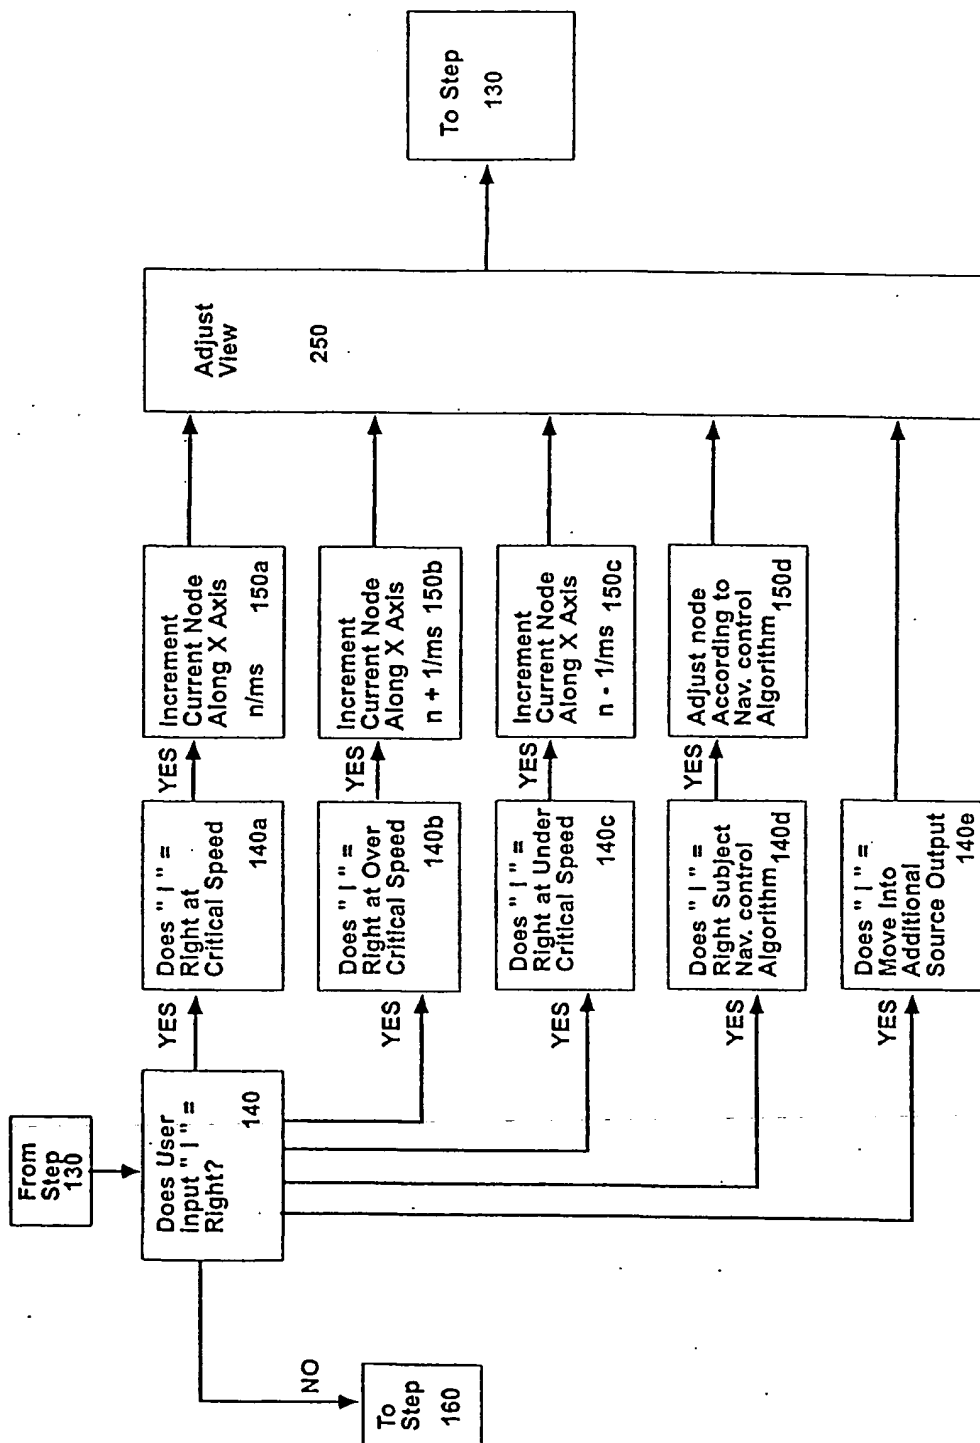 From
Step
130
Does User
Input " I " =
Right?
140
NO
To
Step
160
YES
Does " I " =
Right at
Critical Speed
140a
YES
Increment
Current Node
Along X Axis
n/ms 150a
YES
Does " I " =
Right at Over
Critical Speed
140b
YES
Increment
Current Node
Along X Axis
n + 1/ms 150b
YES
Does " I " =
Right at Under
Critical Speed
140c
YES
Increment
Current Node
Along X Axis
n - 1/ms 150c
YES
Does " I " =
Right Subject
Nav. control
Algorithm 140d
YES
Adjust node
According to
Nav. control
Algorithm 150d
YES
Does " I " =
Move Into
Additional
Source Output
140e
Adjust
View
250
To Step
130